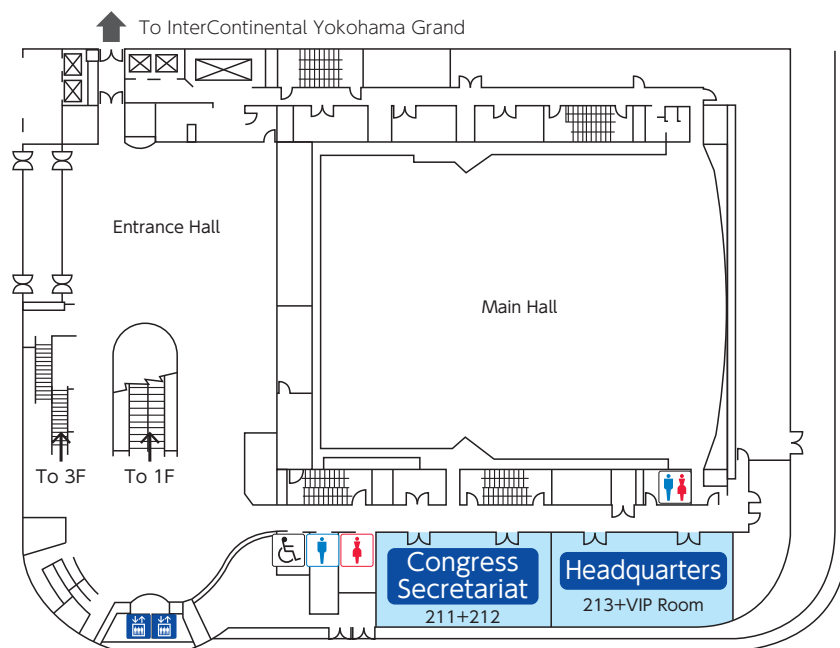 To InterContinental Yokohama Grand
Entrance Hall
Main Hall
To 3F
To 1F
Congress
Secretariat
211+212
Headquarters
213+VIP Room